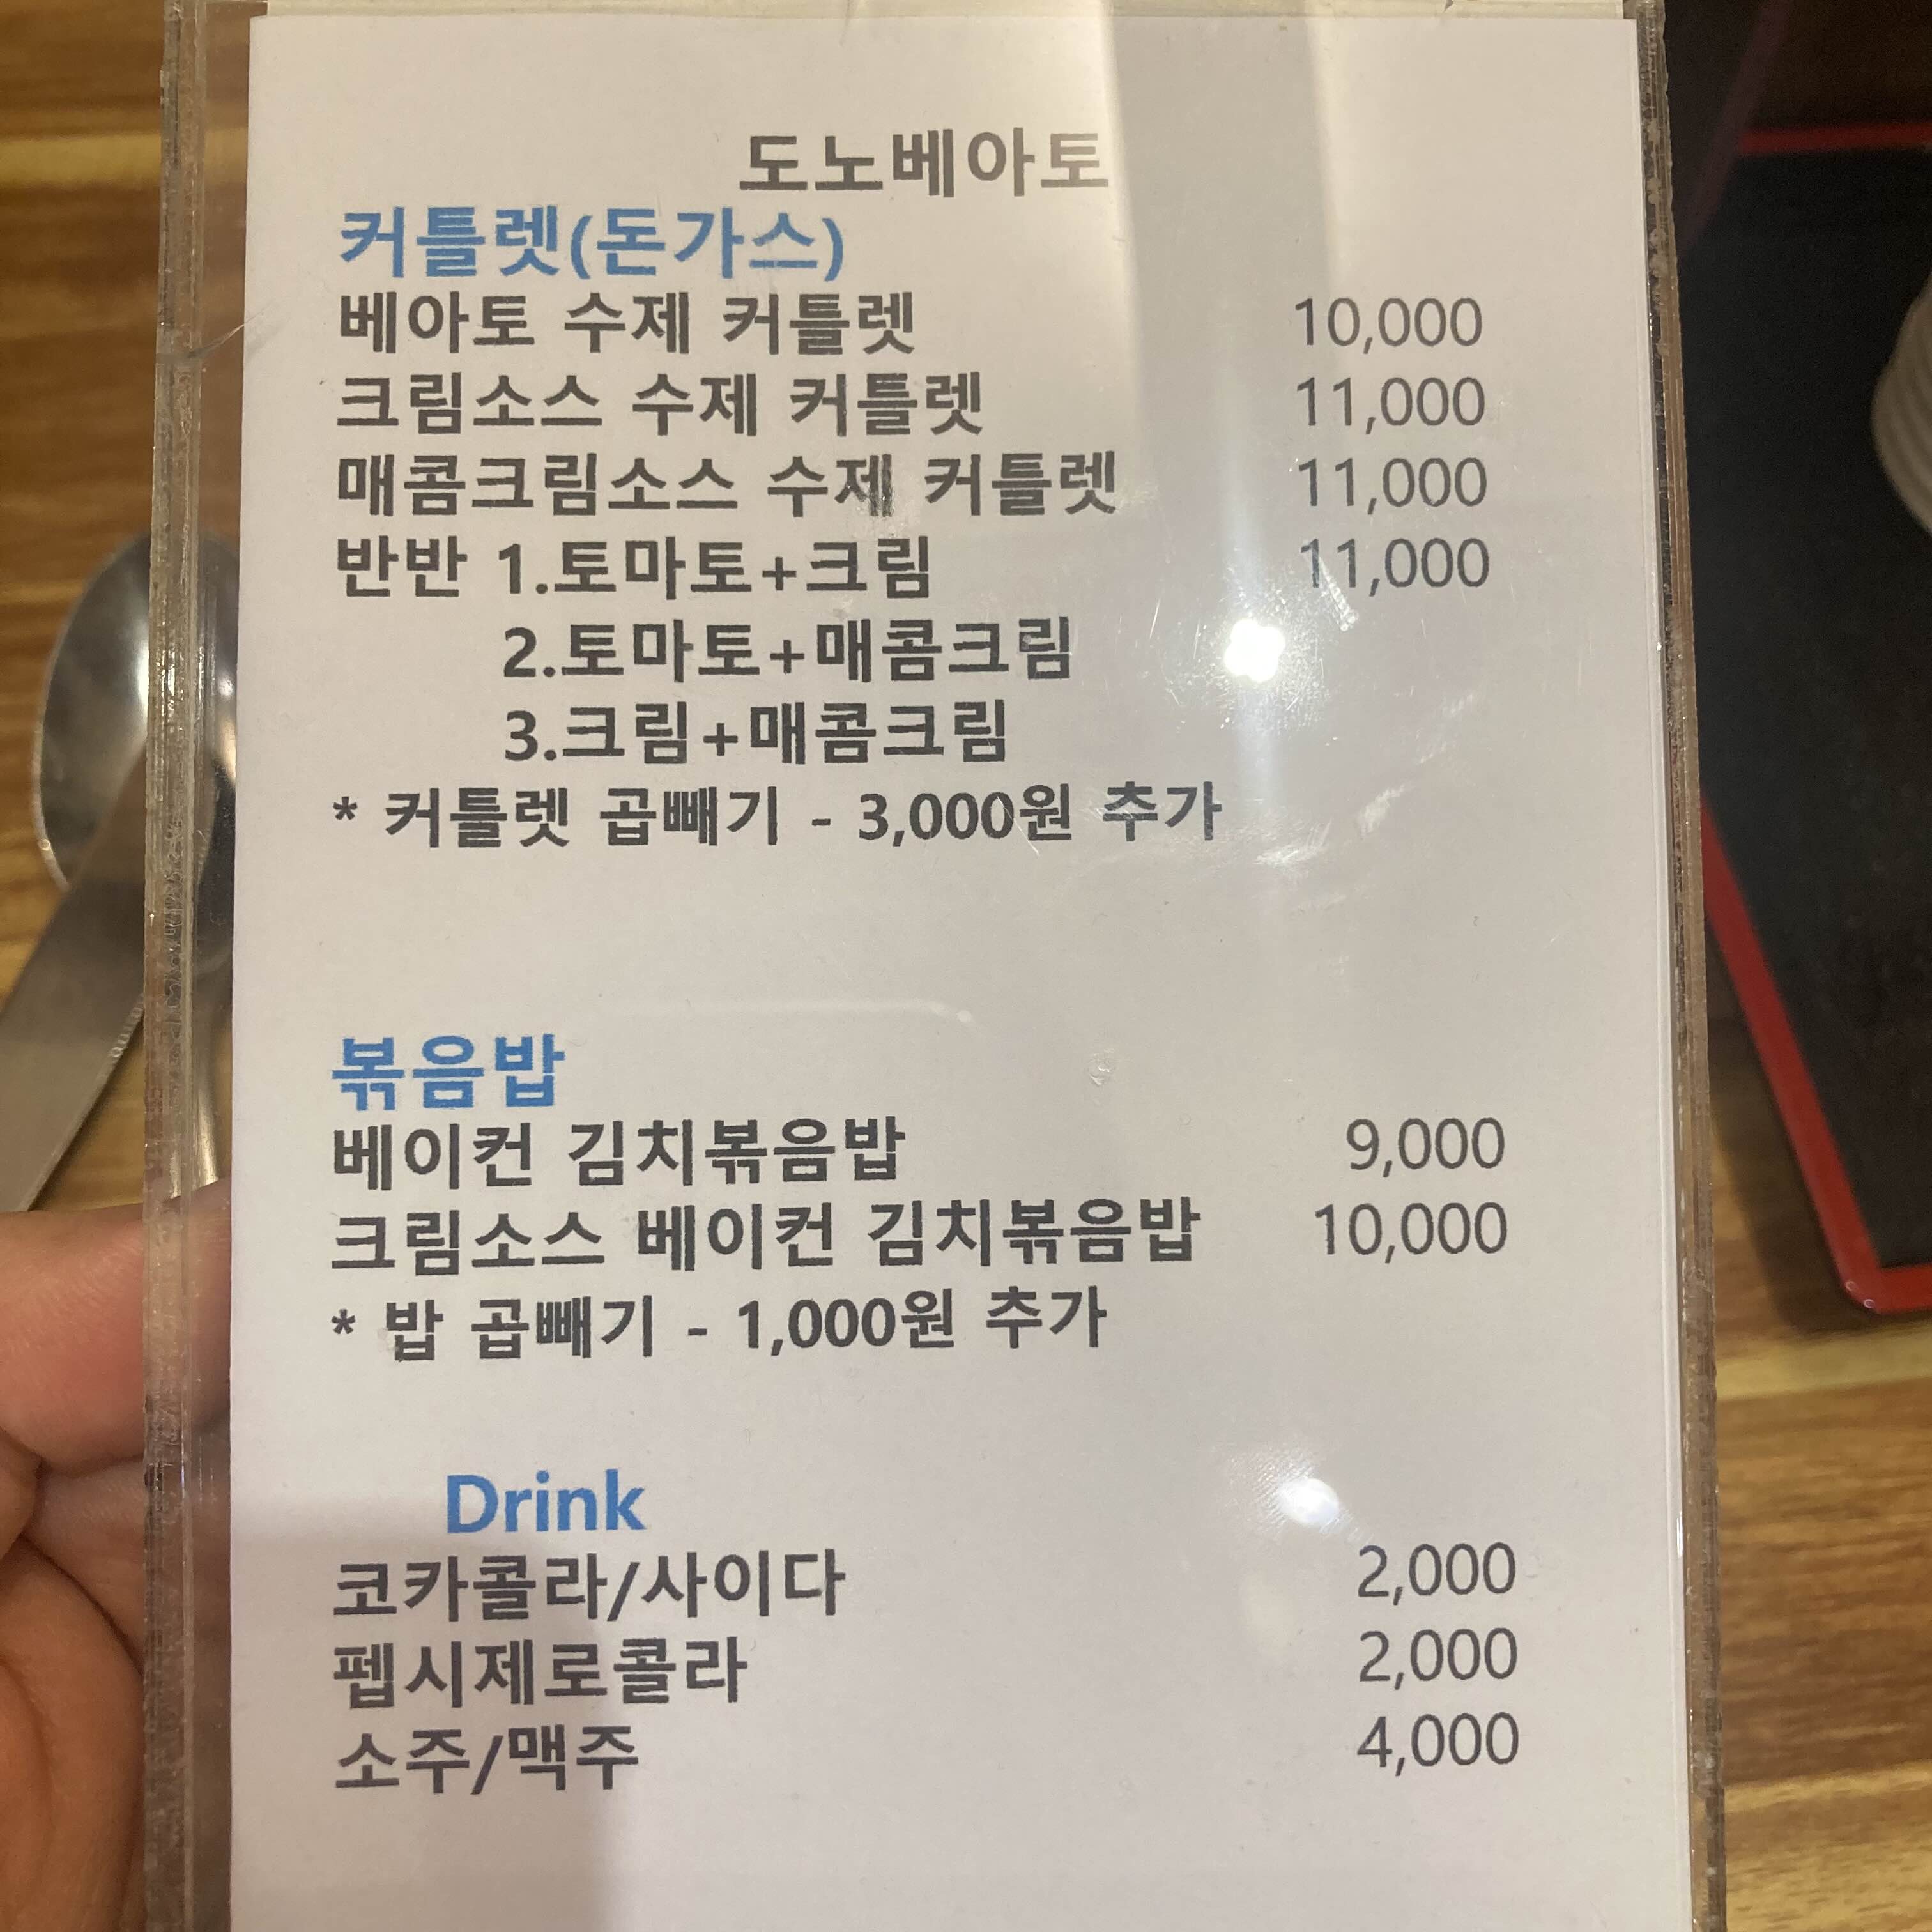 도노베아토
커틀렛(돈가스)
베아토 수제 커틀렛 10,000
크림소스 수제 커틀렛 11,000
매콤크림소스 수제 커틀렛 11,000
반반 1.토마토+크림 11,000
2.토마토+매콤크림
3.크림+매콤크림
* 커틀렛 곱빼기 - 3,000원 추가
볶음밥
베이컨 김치볶음밥 9,000
크림소스 베이컨 김치볶음밥 10,000
* 밥 곱빼기 - 1,000원 추가
Drink
코카콜라/사이다 2,000
펩시제로콜라 2,000
소주/맥주 4,000